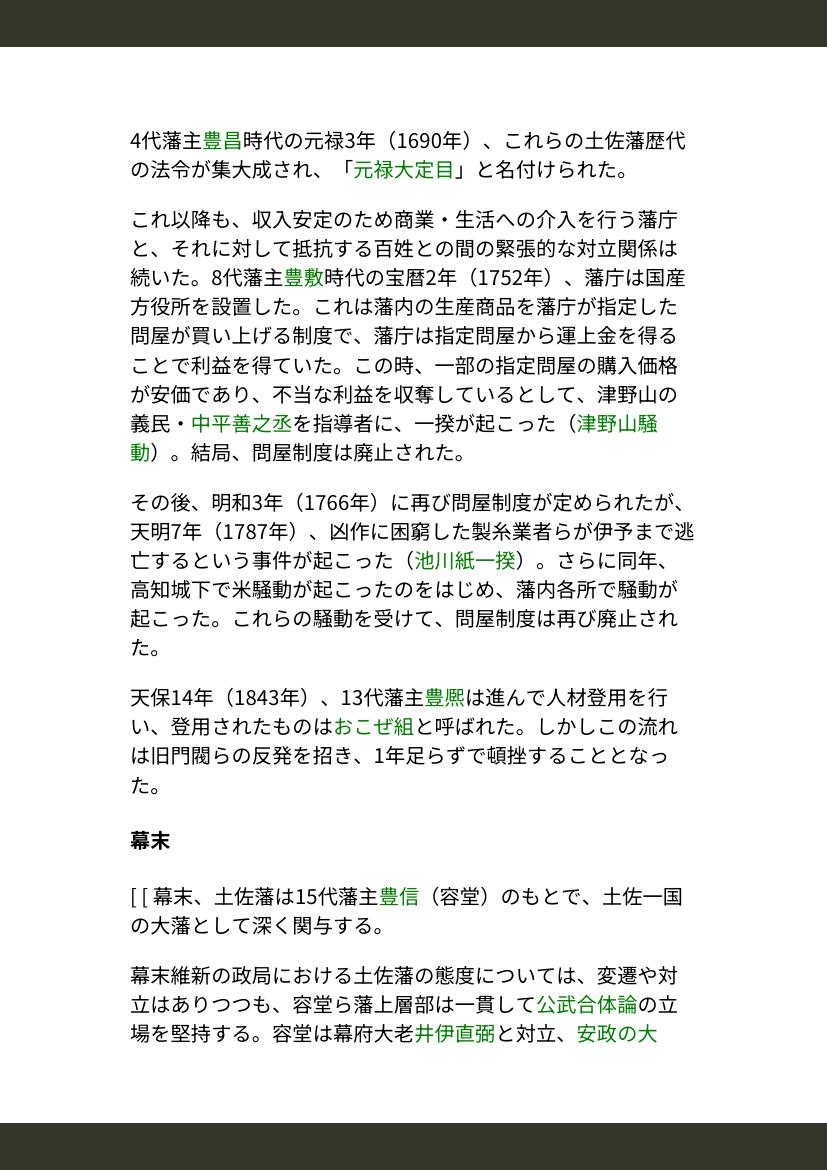 4代藩主豊昌時代の元禄3年（1690年）、これらの土佐藩歴代
の法令が集大成され、「元禄大定目」と名付けられた。
これ以降も、収入安定のため商業・生活への介入を行う藩庁
と、それに対して抵抗する百姓との間の緊張的な対立関係は
続いた。8代藩主豊敷時代の宝暦2年（1752年）、藩庁は国産
方役所を設置した。これは藩内の生産商品を藩庁が指定した
問屋が買い上げる制度で、藩庁は指定問屋から運上金を得る
ことで利益を得ていた。この時、一部の指定問屋の購入価格
が安価であり、不当な利益を収奪しているとして、津野山の
義民・中平善之丞を指導者に、一揆が起こった（津野山騒
動）。結局、問屋制度は廃止された。
その後、明和3年（1766年）に再び問屋制度が定められたが、
天明7年（1787年）、凶作に困窮した製糸業者らが伊予まで逃
亡するという事件が起こった（池川紙一揆）。さらに同年、
高知城下で米騒動が起こったのをはじめ、藩内各所で騒動が
起こった。これらの騒動を受けて、問屋制度は再び廃止され
た。
天保14年（1843年）、13代藩主豊熈は進んで人材登用を行
い、登用されたものはおこぜ組と呼ばれた。しかしこの流れ
は旧門閥らの反発を招き、1年足らずで頓挫することとなっ
た。
幕末
[ [ 幕末、土佐藩は15代藩主豊信（容堂）のもとで、土佐一国
の大藩として深く関与する。
幕末維新の政局における土佐藩の態度については、変遷や対
立はありつつも、容堂ら藩上層部は一貫して公武合体論の立
場を堅持する。容堂は幕府大老井伊直弼と対立、安政の大